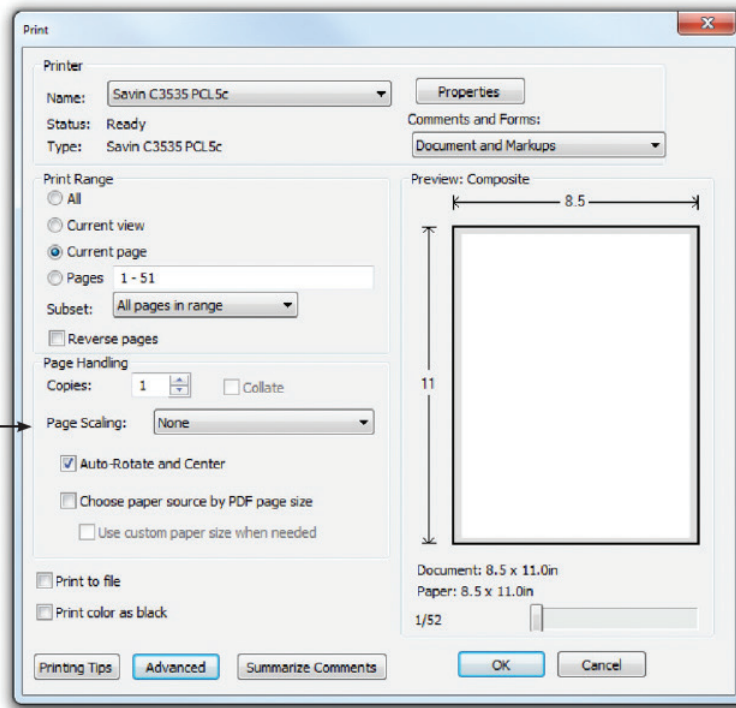 Print
Printer
Name: Savin C3535 PCL5c
Properties
Status: Ready
Comments and Forms:
Type: Savin C3535 PCL5c
Document and Markups
Print Range
All
Current view
Current page
Pages 1 - 51
Subset: All pages in range
Reverse pages
Page Handling
Copies: 1 Collate
Page Scaling: None
Auto-Rotate and Center
Choose paper source by PDF page size
Use custom paper size when needed
Print to file
Print color as black
Preview: Composite
8.5
11
Document: 8.5 x 11.0in
Paper: 8.5 x 11.0in
1/52
Printing Tips Advanced Summarize Comments OK Cancel